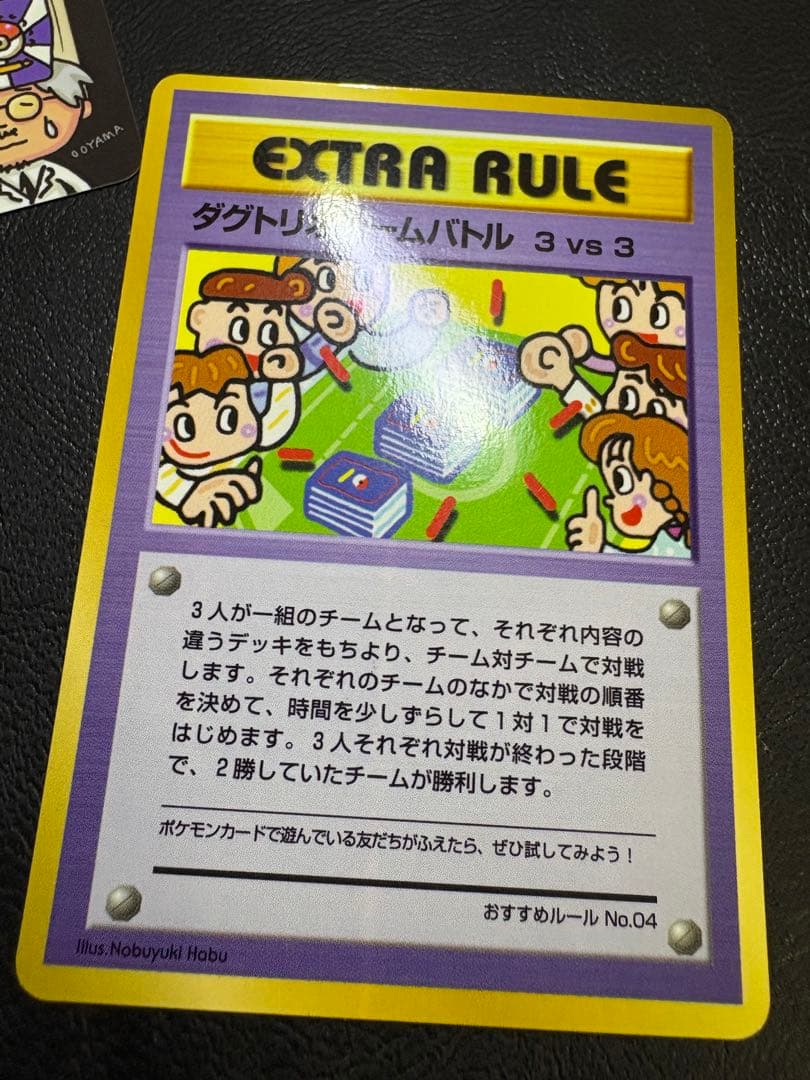 OOYAMA
EXTRA RULE
ダグトリオチームバトル 3 vs 3
3人が一組のチームとなって、それぞれ内容の
違うデッキをもちより、チーム対チームで対戦
します。それぞれのチームのなかで対戦の順番
を決めて、時間を少しずらして1対1で対戦を
はじめます。3人それぞれ対戦が終わった段階
で、2勝していたチームが勝利します。
ポケモンカードで遊んでいる友だちがふえたら、ぜひ試してみよう！
おすすめルール No.04
Illus.Nobuyuki Habu